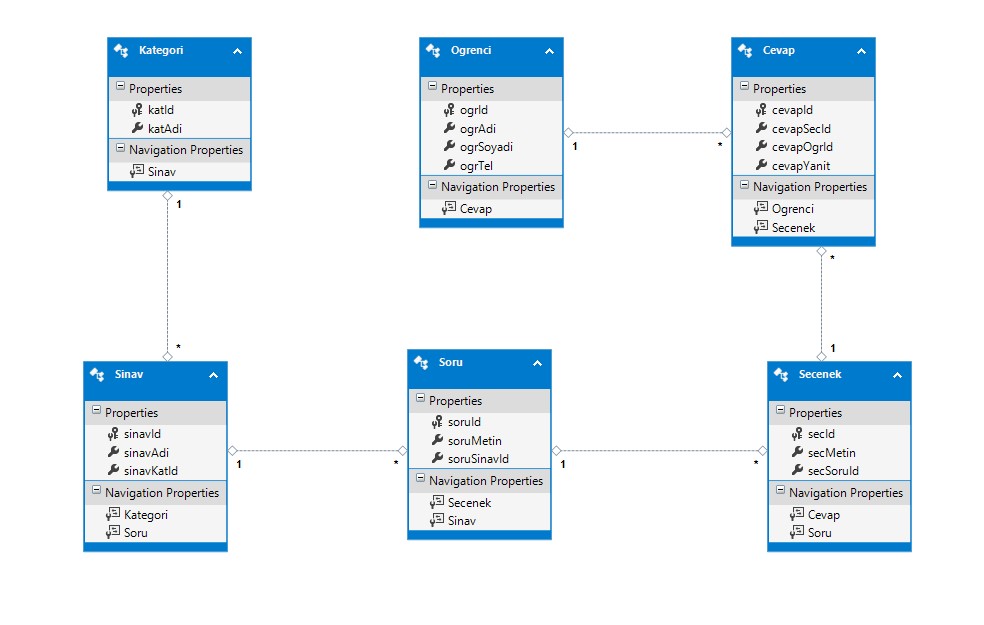 Kategori
Properties
katId
katAdi
Navigation Properties
Sinav
1
*
Ogrenci
Properties
ogrId
ogrAdi
ogrSoyadi
ogrTel
Navigation Properties
Cevap
1
*
Cevap
Properties
cevapId
cevapSecId
cevapOgrId
cevapYanit
Navigation Properties
Ogrenci
Secenek
*
1
Sinav
Properties
sinavId
sinavAdi
sinavKatId
Navigation Properties
Kategori
Soru
1
*
Soru
Properties
soruId
soruMetin
soruSinavId
Navigation Properties
Secenek
Sinav
1
*
Secenek
Properties
secId
secMetin
secSoruId
Navigation Properties
Cevap
Soru